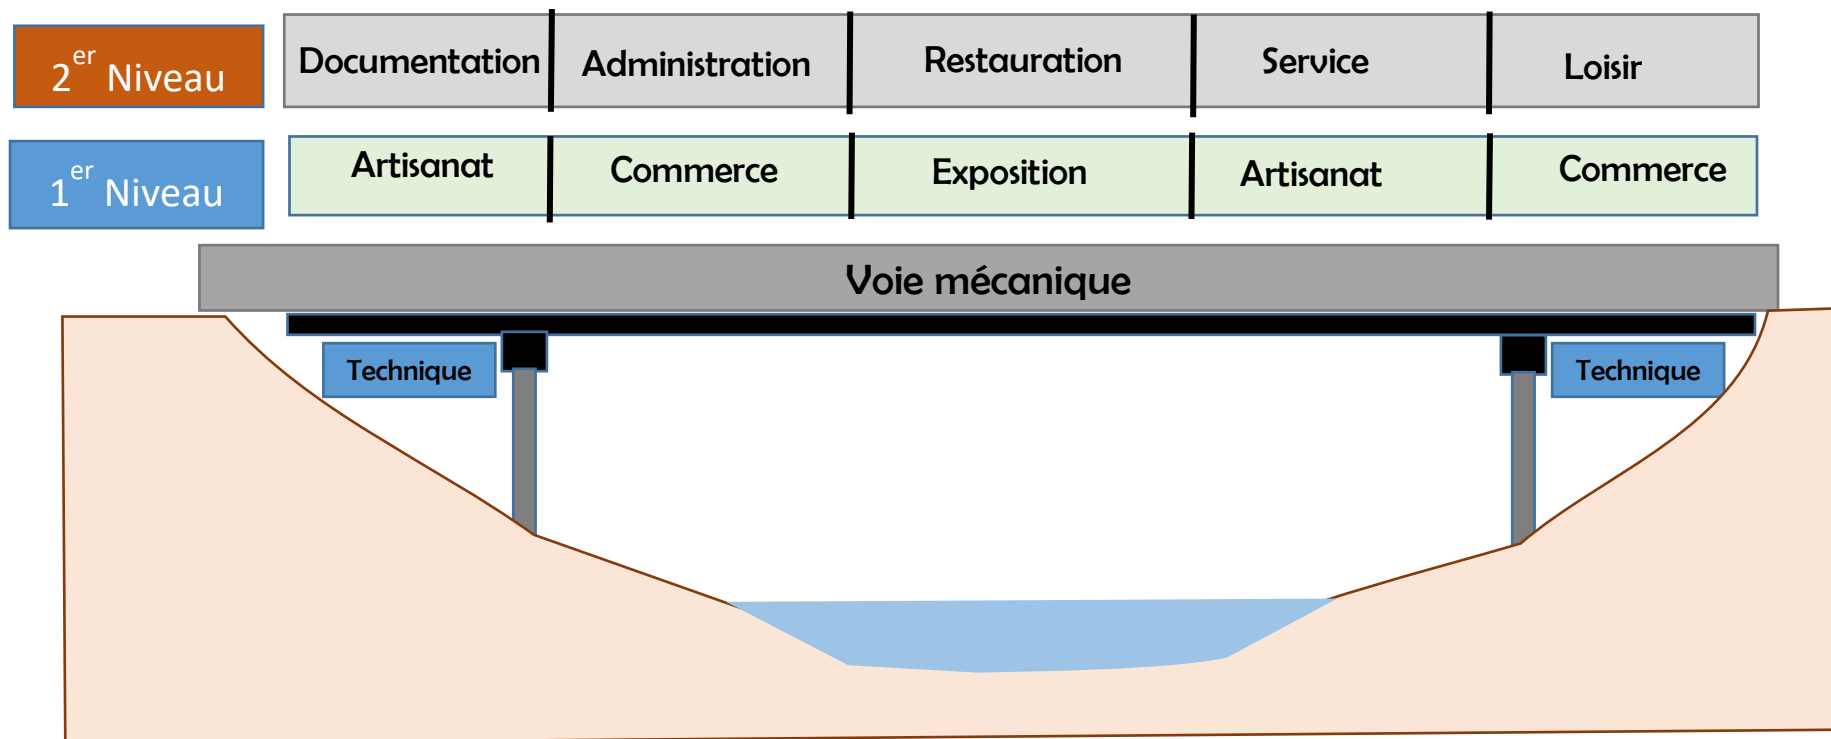 2er Niveau
Documentation Administration Restauration Service Loisir
1er Niveau
Artisanat Commerce Exposition Artisanat Commerce
Voie mécanique
Technique Technique